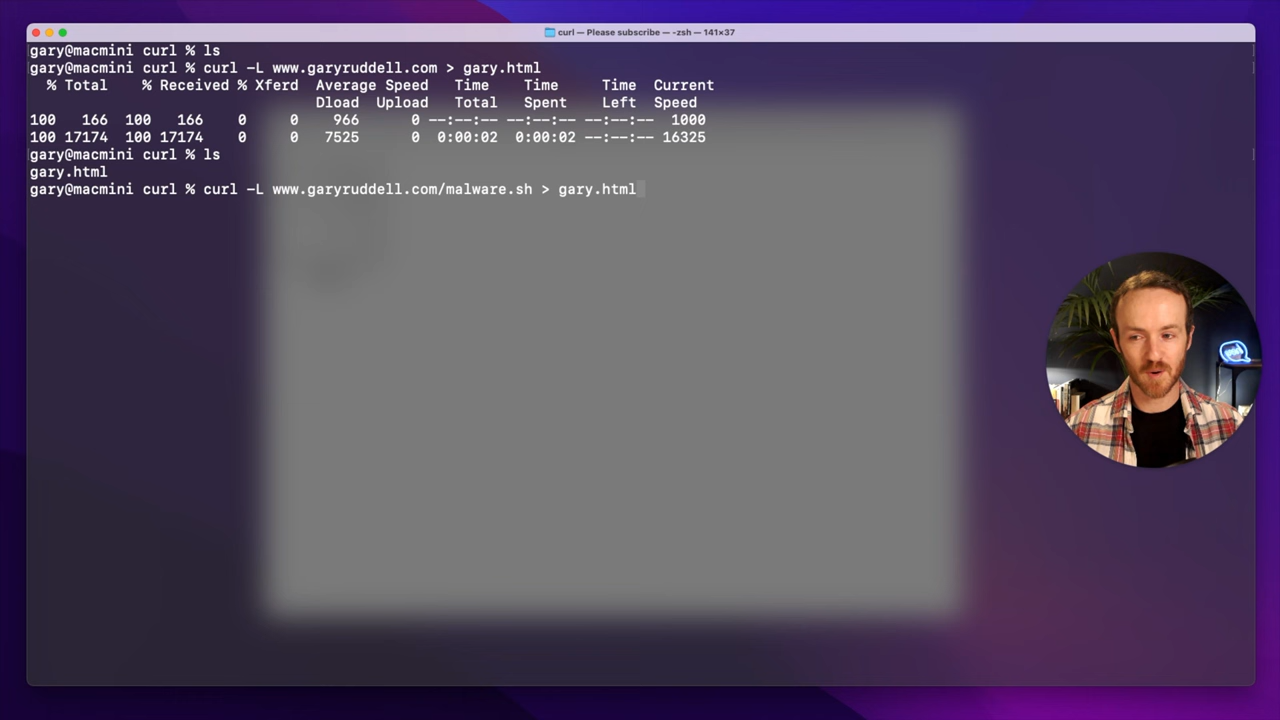 curl — Please subscribe — -zsh — 141×37
gary@macmini curl % ls
gary@macmini curl % curl -L www.garyruddell.com > gary.html
% Total % Received % Xferd Average Speed Time Time Time Current
Dload Upload Total Spent Left Speed
100 166 100 166 0 0 966 0 --:--:-- --:--:-- --:--:-- 1000
100 17174 100 17174 0 0 7525 0 0:00:02 0:00:02 --:--:-- 16325
gary@macmini curl % ls
gary.html
gary@macmini curl % curl -L www.garyruddell.com/malware.sh > gary.html